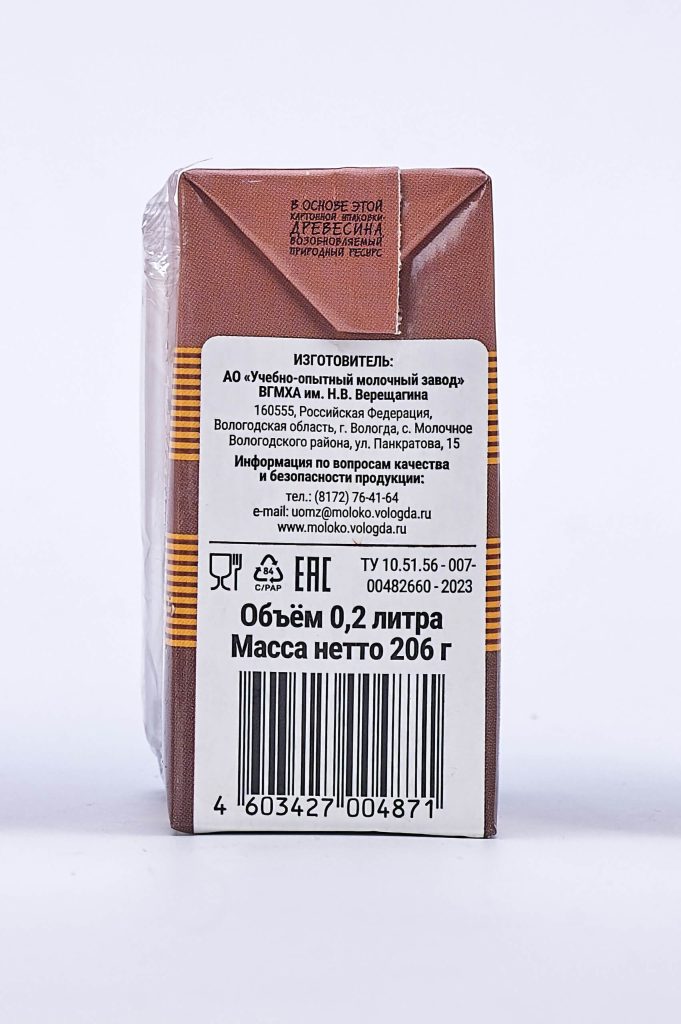 В ОСНОВЕ ЭТОЙ
КАРТОННОЙ УПАКОВКИ-
ДРЕВЕСИНА
ВОЗОБНОВЛЯЕМЫЙ
ПРИРОДНЫЙ РЕСУРС
ИЗГОТОВИТЕЛЬ:
АО «Учебно-опытный молочный завод»
ВГМХА им. Н.В. Верещагина
160555, Российская Федерация,
Вологодская область, г. Вологда, с. Молочное
Вологодского района, ул. Панкратова, 15
Информация по вопросам качества
и безопасности продукции:
тел.: (8172) 76-41-64
e-mail: uomz@moloko.vologda.ru
www.moloko.vologda.ru
84
C/PAP
ЕАС
ТУ 10.51.56 - 007-
00482660 - 2023
Объём 0,2 литра
Масса нетто 206 г
4 603427 004871